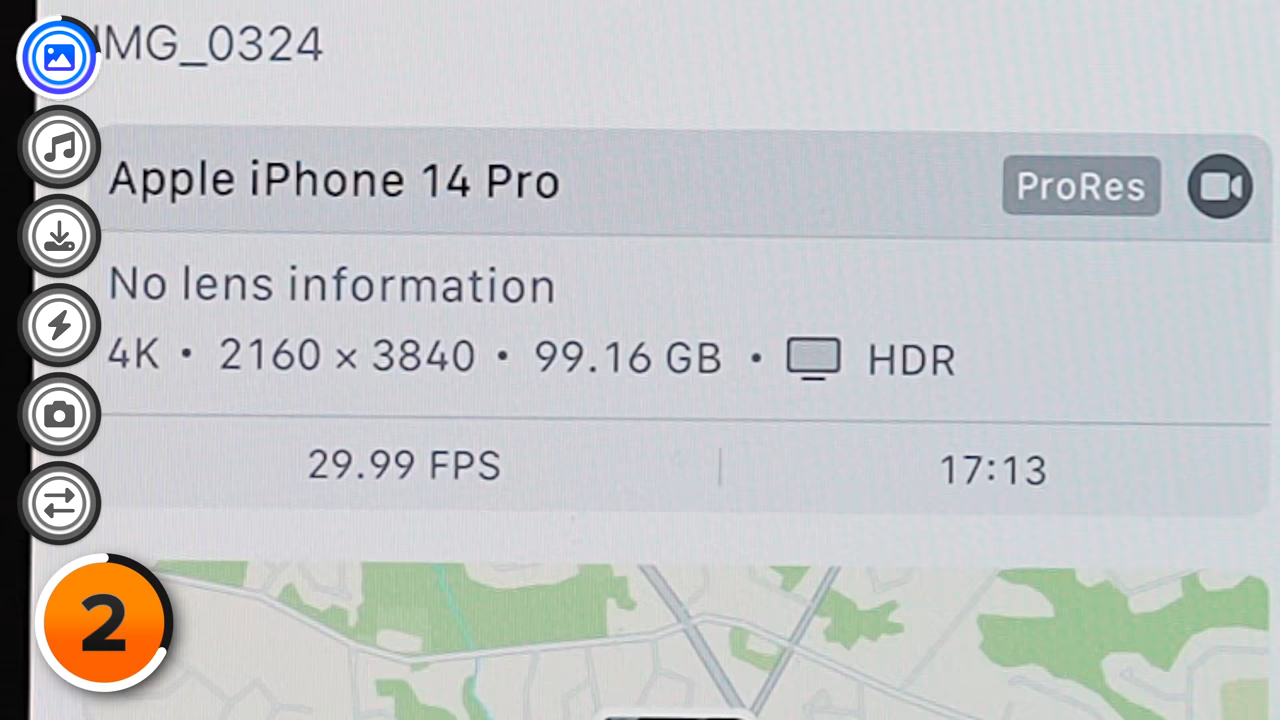 IMG_0324
Apple iPhone 14 Pro ProRes
No lens information
4K • 2160 × 3840 • 99.16 GB • HDR
29.99 FPS 17:13
2